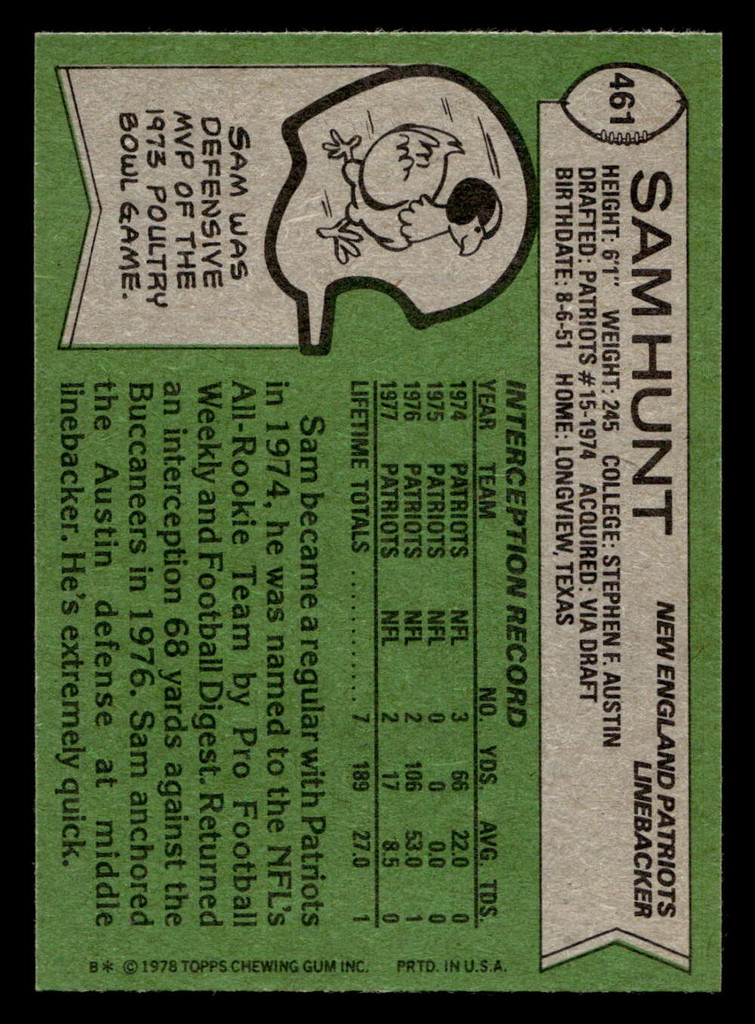 461
SAM HUNT
NEW ENGLAND PATRIOTS
LINEBACKER
HEIGHT: 6'1" WEIGHT: 245 COLLEGE: STEPHEN F. AUSTIN
DRAFTED: PATRIOTS #15-1974 ACQUIRED: VIA DRAFT
BIRTHDATE: 8-6-51 HOME: LONGVIEW, TEXAS
INTERCEPTION RECORD
YEAR TEAM NO. YDS. AVG. TDS.
1974 PATRIOTS NFL 3 66 22.0 0
1975 PATRIOTS NFL 0 0 0.0 0
1976 PATRIOTS NFL 2 106 53.0 1
1977 PATRIOTS NFL 2 17 8.5 0
LIFETIME TOTALS ............ 7 189 27.0 1
Sam became a regular with Patriots
in 1974, he was named to the NFL's
All-Rookie Team by Pro Football
Weekly and Football Digest. Returned
an interception 68 yards against the
Buccaneers in 1976. Sam anchored
the Austin defense at middle
linebacker. He's extremely quick.
SAM WAS
DEFENSIVE
MVP OF THE
1973 POULTRY
BOWL GAME.
B* © 1978 TOPPS CHEWING GUM INC. PRTD. IN U.S.A.